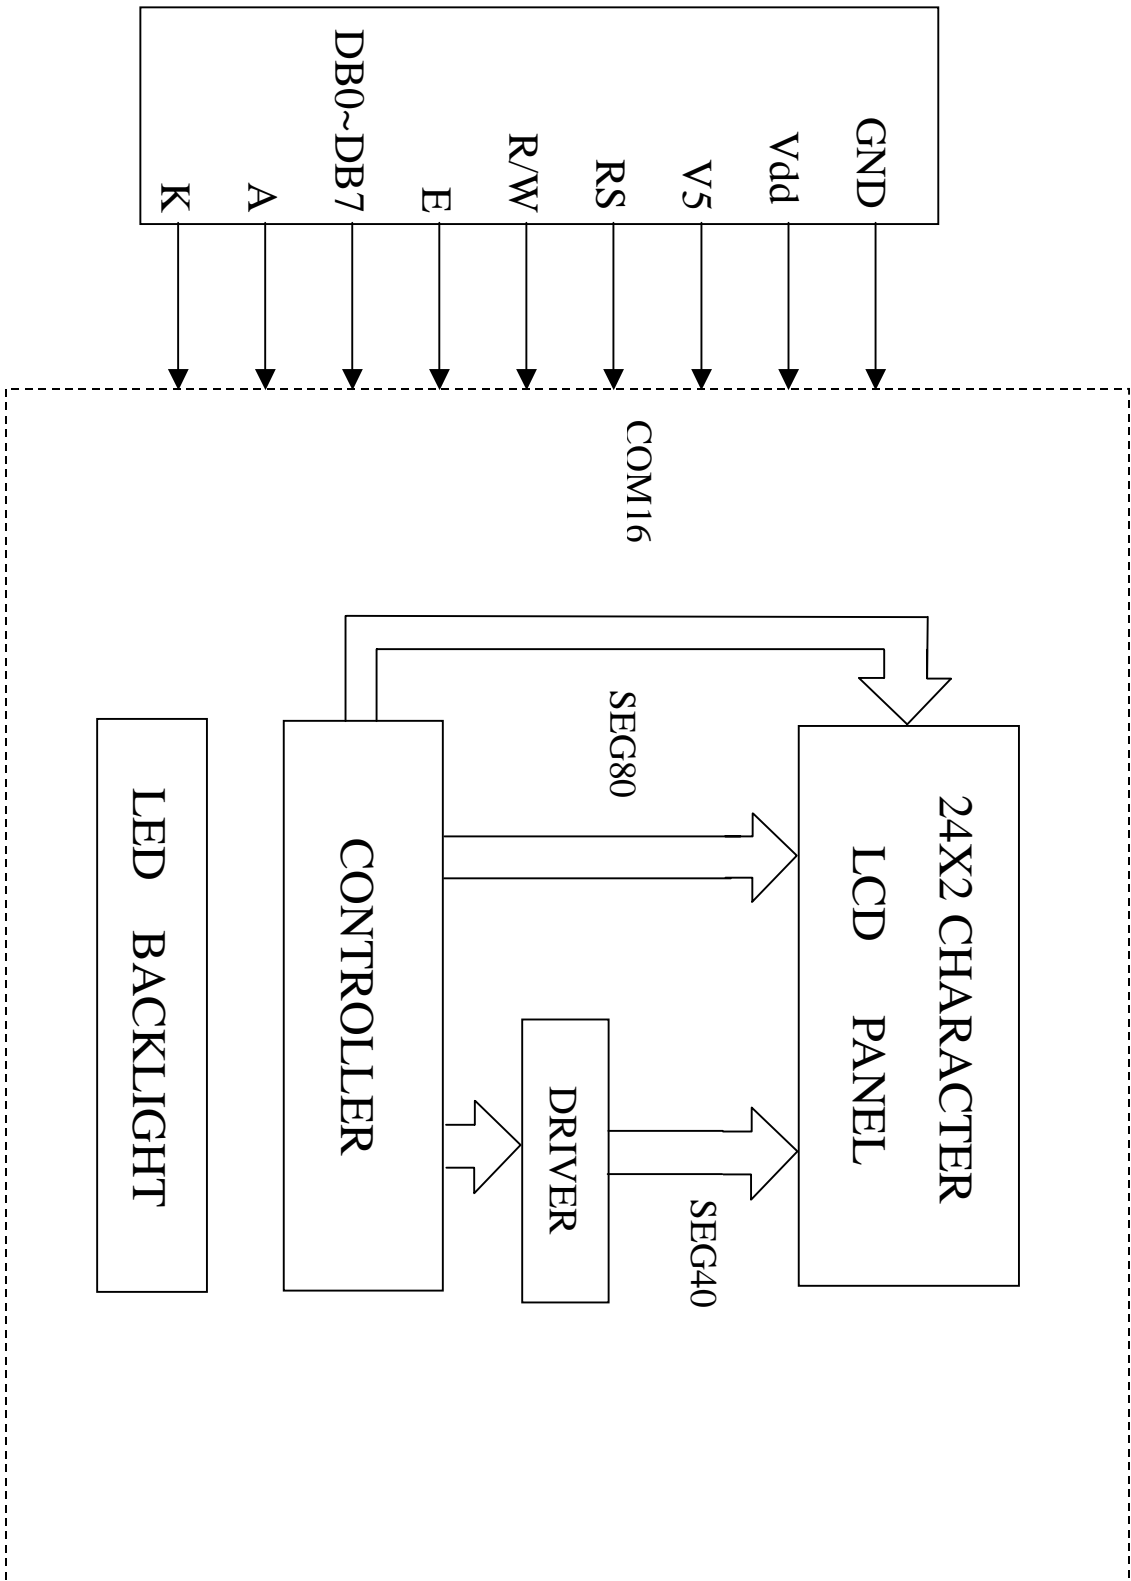 GND
Vdd
V5
RS
R/W
E
DB0~DB7
A
K
COM16
24X2 CHARACTER
LCD PANEL
SEG80
SEG40
DRIVER
CONTROLLER
LED BACKLIGHT